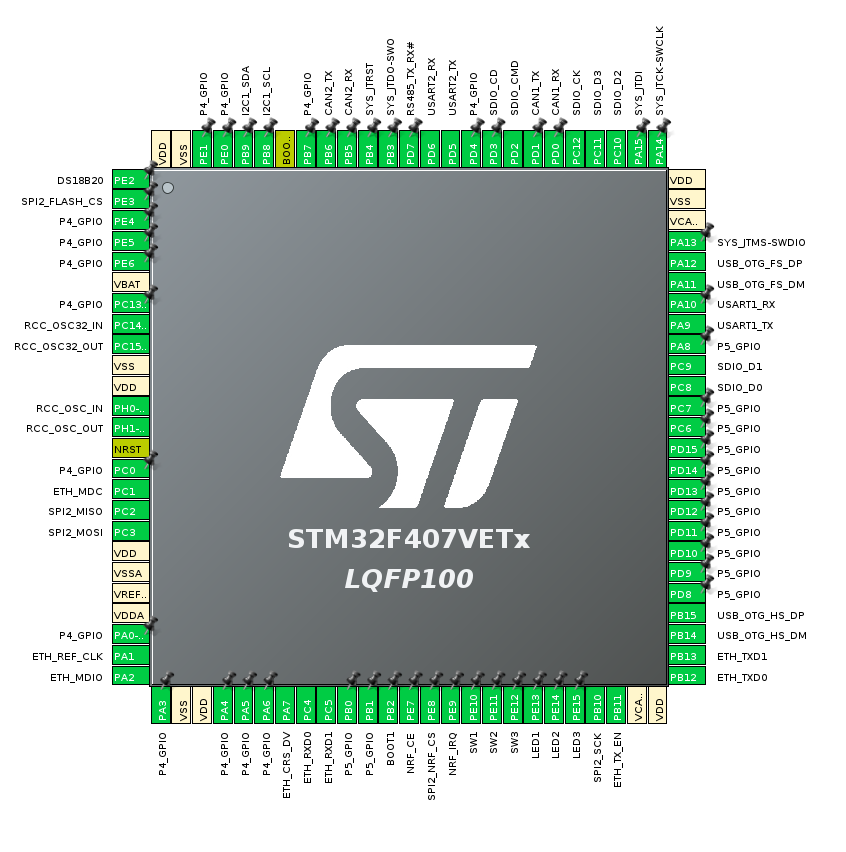 P4_GPIO
P4_GPIO
I2C1_SDA
I2C1_SCL
P4_GPIO
CAN2_TX
CAN2_RX
SYS_JTRST
SYS_JTDO-SWO
RS485_TX_RX#
USART2_RX
USART2_TX
P4_GPIO
SDIO_CD
SDIO_CMD
CAN1_TX
CAN1_RX
SDIO_CK
SDIO_D3
SDIO_D2
SYS_JTDI
SYS_JTCK-SWCLK
VDD
VSS
PE1
PE0
PB9
PB8
BOO..
PB7
PB6
PB5
PB4
PB3
PD7
PD6
PD5
PD4
PD3
PD2
PD1
PD0
PC12
PC11
PC10
PA15
PA14
DS18B20 PE2
SPI2_FLASH_CS PE3
P4_GPIO PE4
P4_GPIO PE5
P4_GPIO PE6
VBAT
P4_GPIO PC13..
RCC_OSC32_IN PC14..
RCC_OSC32_OUT PC15..
VSS
VDD
RCC_OSC_IN PH0-..
RCC_OSC_OUT PH1-..
NRST
P4_GPIO PC0
ETH_MDC PC1
SPI2_MISO PC2
SPI2_MOSI PC3
VDD
VSSA
VREF..
VDDA
P4_GPIO PA0-..
ETH_REF_CLK PA1
ETH_MDIO PA2
STM32F407VETx
LQFP100
VDD
VSS
VCA..
PA13 SYS_JTMS-SWDIO
PA12 USB_OTG_FS_DP
PA11 USB_OTG_FS_DM
PA10 USART1_RX
PA9 USART1_TX
PA8 P5_GPIO
PC9 SDIO_D1
PC8 SDIO_D0
PC7 P5_GPIO
PC6 P5_GPIO
PD15 P5_GPIO
PD14 P5_GPIO
PD13 P5_GPIO
PD12 P5_GPIO
PD11 P5_GPIO
PD10 P5_GPIO
PD9 P5_GPIO
PD8 P5_GPIO
PB15 USB_OTG_HS_DP
PB14 USB_OTG_HS_DM
PB13 ETH_TXD1
PB12 ETH_TXD0
PA3
VSS
VDD
PA4
PA5
PA6
PA7
PC4
PC5
PB0
PB1
PB2
PE7
PE8
PE9
PE10
PE11
PE12
PE13
PE14
PE15
PB10
PB11
VCA..
VDD
P4_GPIO
P4_GPIO
P4_GPIO
P4_GPIO
ETH_CRS_DV
ETH_RXD0
ETH_RXD1
P5_GPIO
P5_GPIO
BOOT1
NRF_CE
SPI2_NRF_CS
NRF_IRQ
SW1
SW2
SW3
LED1
LED2
LED3
SPI2_SCK
ETH_TX_EN